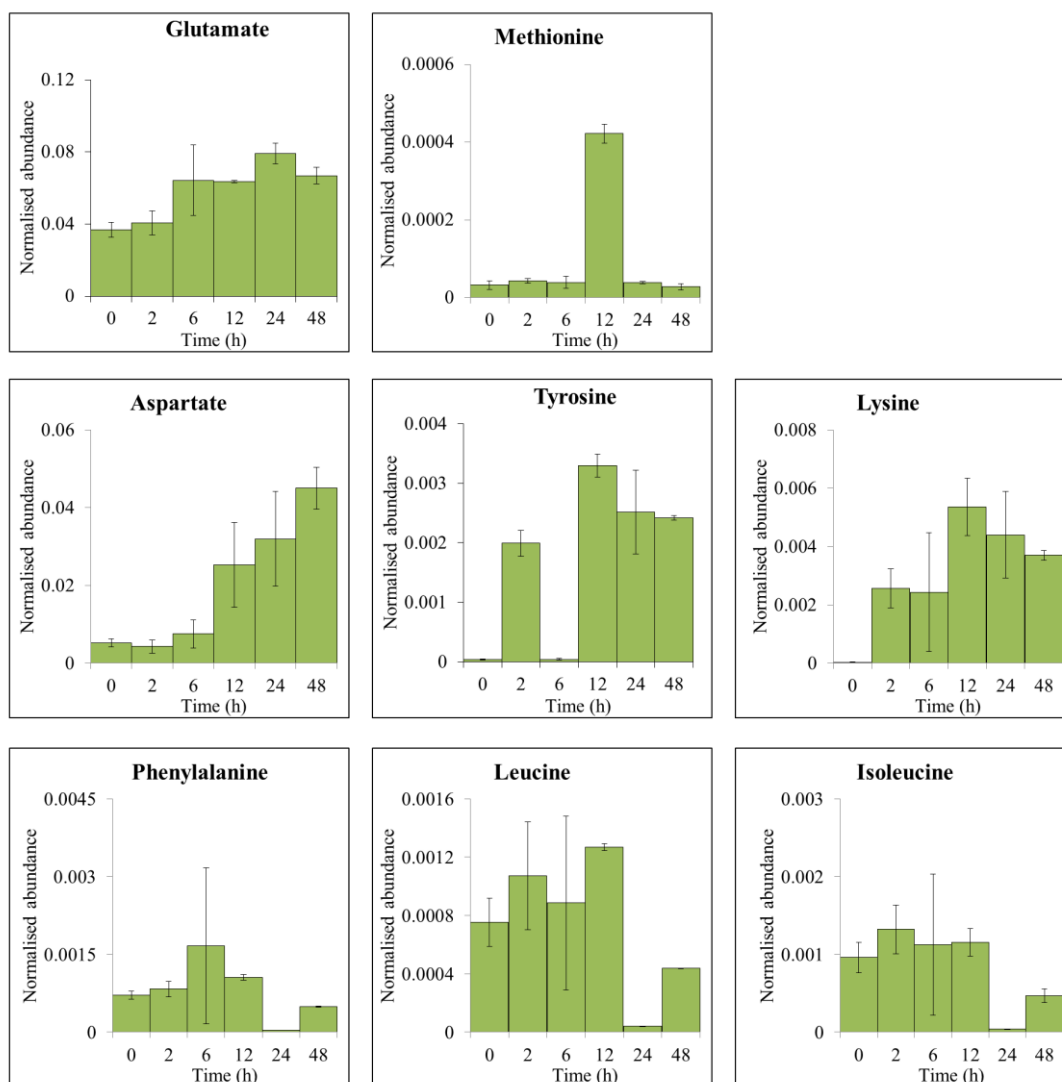 Glutamate
Normalised abundance
0.12
0.08
0.04
0
0 2 6 12 24 48
Time (h)
Methionine
Normalised abundance
0.0006
0.0004
0.0002
0
0 2 6 12 24 48
Time (h)
Aspartate
Normalised abundance
0.06
0.04
0.02
0
0 2 6 12 24 48
Time (h)
Tyrosine
Normalised abundance
0.004
0.003
0.002
0.001
0
0 2 6 12 24 48
Time (h)
Lysine
Normalised abundance
0.008
0.006
0.004
0.002
0
0 2 6 12 24 48
Time (h)
Phenylalanine
Normalised abundance
0.0045
0.003
0.0015
0
0 2 6 12 24 48
Time (h)
Leucine
Normalised abundance
0.0016
0.0012
0.0008
0.0004
0
0 2 6 12 24 48
Time (h)
Isoleucine
Normalised abundance
0.003
0.002
0.001
0
0 2 6 12 24 48
Time (h)